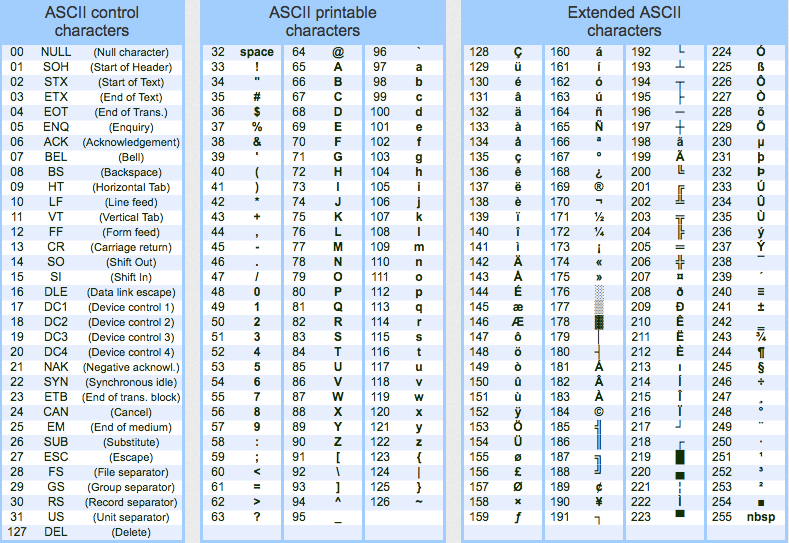 ASCII control
characters
00 NULL (Null character)
01 SOH (Start of Header)
02 STX (Start of Text)
03 ETX (End of Text)
04 EOT (End of Trans.)
05 ENQ (Enquiry)
06 ACK (Acknowledgement)
07 BEL (Bell)
08 BS (Backspace)
09 HT (Horizontal Tab)
10 LF (Line feed)
11 VT (Vertical Tab)
12 FF (Form feed)
13 CR (Carriage return)
14 SO (Shift Out)
15 SI (Shift In)
16 DLE (Data link escape)
17 DC1 (Device control 1)
18 DC2 (Device control 2)
19 DC3 (Device control 3)
20 DC4 (Device control 4)
21 NAK (Negative acknowl.)
22 SYN (Synchronous idle)
23 ETB (End of trans. block)
24 CAN (Cancel)
25 EM (End of medium)
26 SUB (Substitute)
27 ESC (Escape)
28 FS (File separator)
29 GS (Group separator)
30 RS (Record separator)
31 US (Unit separator)
127 DEL (Delete)
ASCII printable
characters
32 space 64 @ 96 `
33 ! 65 A 97 a
34 " 66 B 98 b
35 # 67 C 99 c
36 $ 68 D 100 d
37 % 69 E 101 e
38 & 70 F 102 f
39 ' 71 G 103 g
40 ( 72 H 104 h
41 ) 73 I 105 i
42 * 74 J 106 j
43 + 75 K 107 k
44 , 76 L 108 l
45 - 77 M 109 m
46 . 78 N 110 n
47 / 79 O 111 o
48 0 80 P 112 p
49 1 81 Q 113 q
50 2 82 R 114 r
51 3 83 S 115 s
52 4 84 T 116 t
53 5 85 U 117 u
54 6 86 V 118 v
55 7 87 W 119 w
56 8 88 X 120 x
57 9 89 Y 121 y
58 : 90 Z 122 z
59 ; 91 [ 123 {
60 < 92 \ 124 |
61 = 93 ] 125 }
62 > 94 ^ 126 ~
63 ? 95 _
Extended ASCII
characters
128 Ç 160 á 192 └ 224 Ó
129 ü 161 í 193 ┴ 225 ß
130 é 162 ó 194 ┬ 226 Ô
131 â 163 ú 195 ├ 227 Ò
132 ä 164 ñ 196 ─ 228 õ
133 à 165 Ñ 197 ┼ 229 Õ
134 å 166 ª 198 ã 230 µ
135 ç 167 º 199 Ã 231 þ
136 ê 168 ¿ 200 ╚ 232 Þ
137 ë 169 ® 201 ╔ 233 Ú
138 è 170 ¬ 202 ╩ 234 Û
139 ï 171 ½ 203 ╦ 235 Ù
140 î 172 ¼ 204 ╠ 236 ý
141 ì 173 ¡ 205 ═ 237 Ý
142 Ä 174 « 206 ╬ 238 ¯
143 Å 175 » 207 ¤ 239 ´
144 É 176 ░ 208 ð 240 ≡
145 æ 177 ▒ 209 Ð 241 ±
146 Æ 178 ▓ 210 Ê 242 ‗
147 ô 179 │ 211 Ë 243 ¾
148 ö 180 ┤ 212 È 244 ¶
149 ò 181 Á 213 ı 245 §
150 û 182 Â 214 Í 246 ÷
151 ù 183 À 215 Î 247 ¸
152 ÿ 184 © 216 Ï 248 °
153 Ö 185 ╣ 217 ┘ 249 ¨
154 Ü 186 ║ 218 ┌ 250 ·
155 ø 187 ╗ 219 █ 251 ¹
156 £ 188 ╝ 220 ▄ 252 ³
157 Ø 189 ¢ 221 ¦ 253 ²
158 × 190 ¥ 222 Ì 254 ■
159 ƒ 191 ┐ 223 ▀ 255 nbsp